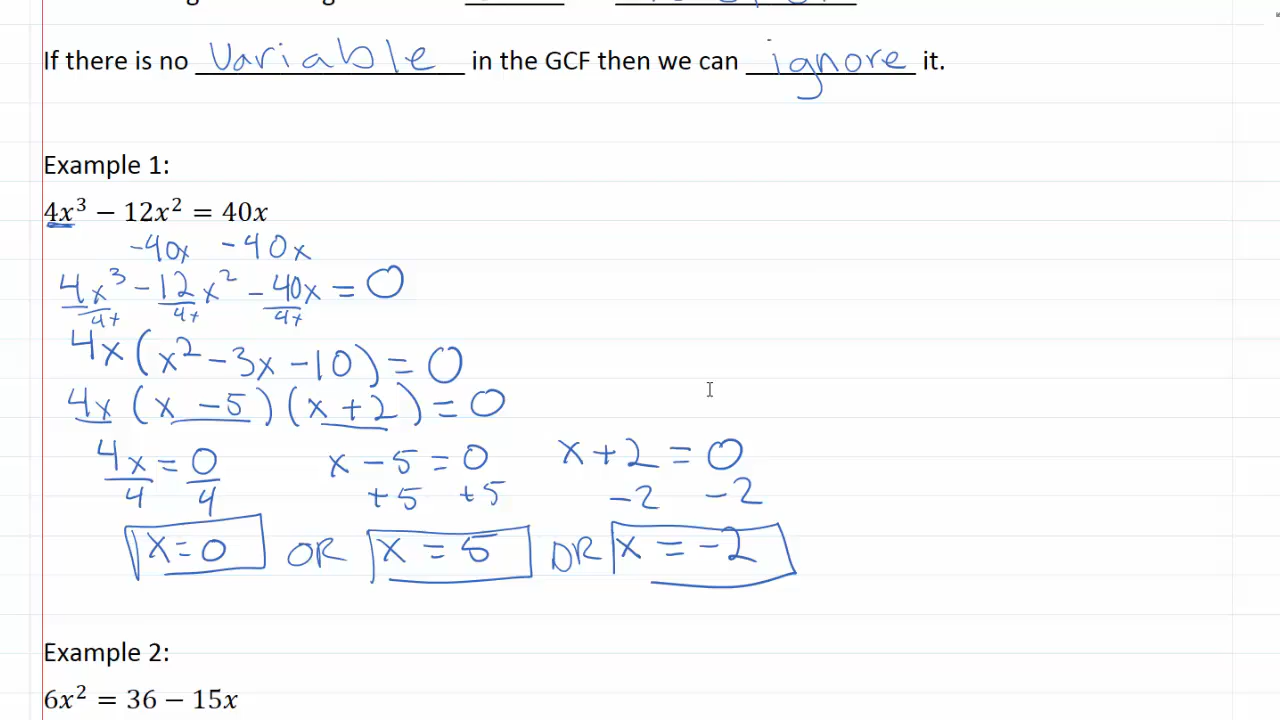 If there is no variable in the GCF then we can ignore it.
Example 1:
4x³ − 12x² = 40x
-40x -40x
4x³ - 12x² - 40x = 0
4x 4x 4x
4x (x² - 3x - 10) = 0
4x (x - 5) (x + 2) = 0
4x = 0 x - 5 = 0 x + 2 = 0
4 4 +5 +5 -2 -2
x = 0 OR x = 5 OR x = -2
Example 2:
6x² = 36 − 15x